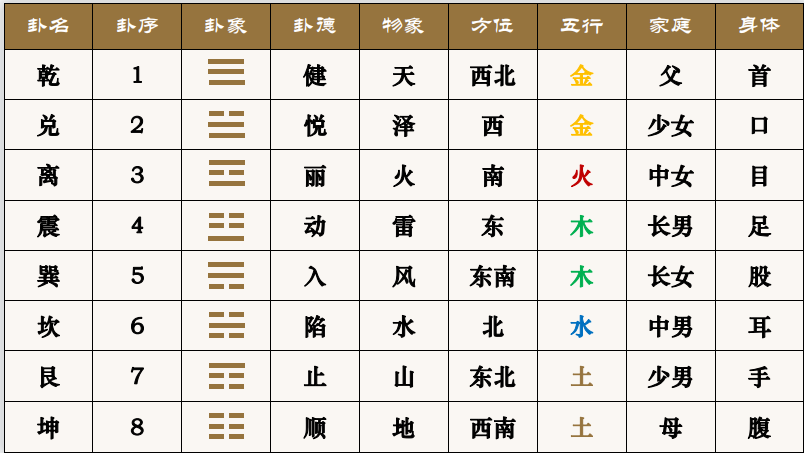 卦名 卦序 卦象 卦德 物象 方位 五行 家庭 身体
乾 1 ☰ 健 天 西北 金 父 首
兑 2 ☱ 悦 泽 西 金 少女 口
离 3 ☲ 丽 火 南 火 中女 目
震 4 ☳ 动 雷 东 木 长男 足
巽 5 ☴ 入 风 东南 木 长女 股
坎 6 ☵ 陷 水 北 水 中男 耳
艮 7 ☶ 止 山 东北 土 少男 手
坤 8 ☷ 顺 地 西南 土 母 腹